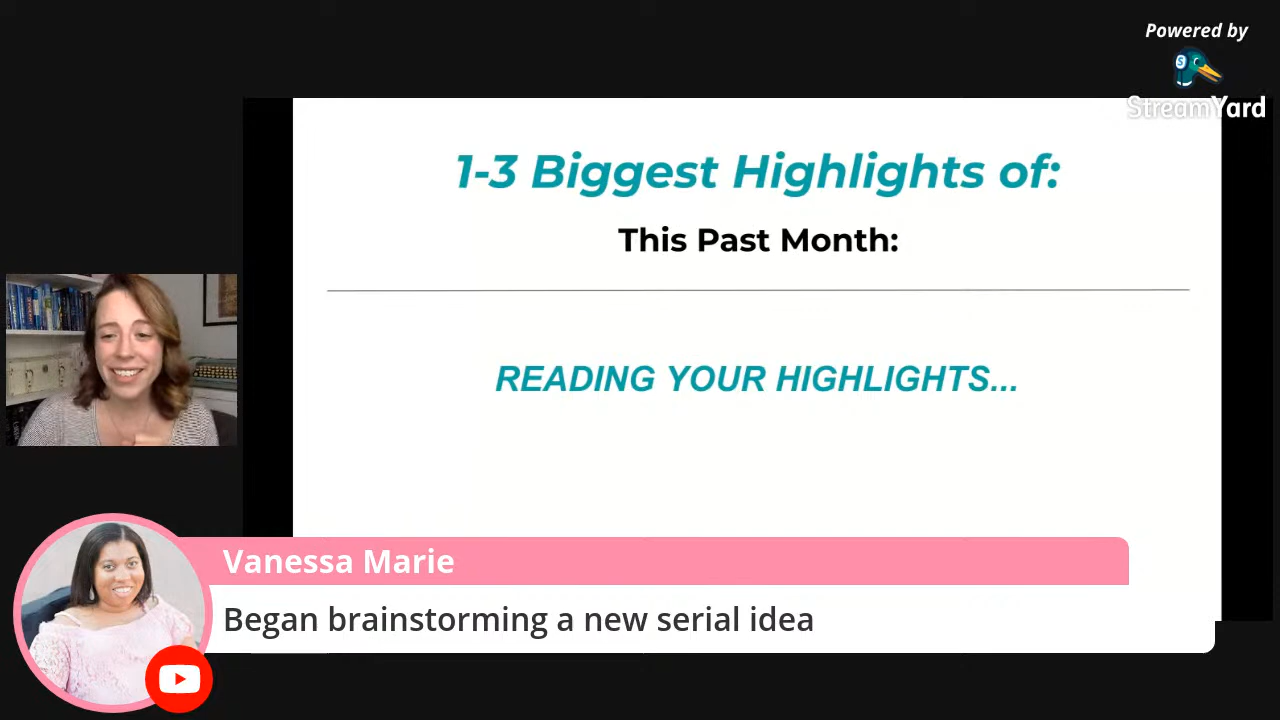 Powered by
StreamYard
1-3 Biggest Highlights of:
This Past Month:
READING YOUR HIGHLIGHTS...
Vanessa Marie
Began brainstorming a new serial idea